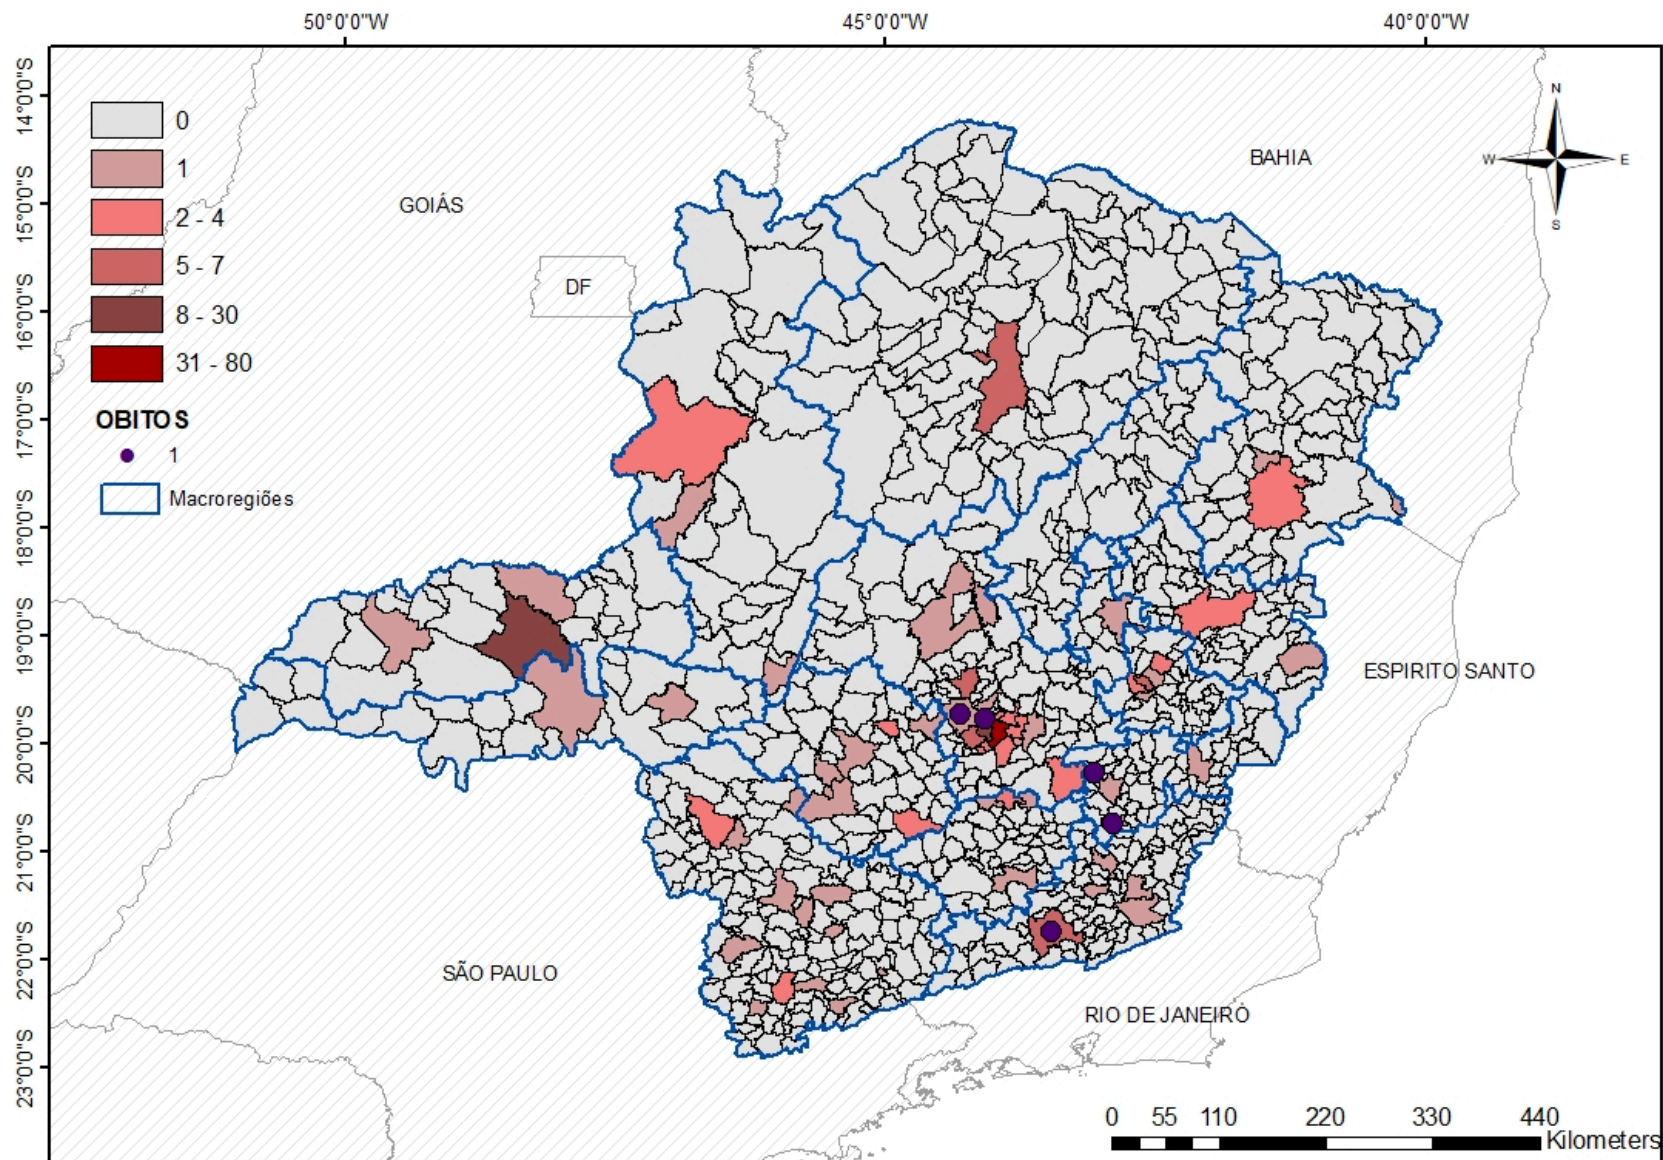 50°0'0"W 45°0'0"W 40°0'0"W
14°0'0"S
15°0'0"S
16°0'0"S
17°0'0"S
18°0'0"S
19°0'0"S
20°0'0"S
21°0'0"S
22°0'0"S
23°0'0"S
0
1
2 - 4
5 - 7
8 - 30
31 - 80
OBITOS
1
Macroregiões
GOIÁS
DF
BAHIA
N
W E
S
ESPIRITO SANTO
SÃO PAULO
RIO DE JANEIRO
0 55 110 220 330 440
Kilometers